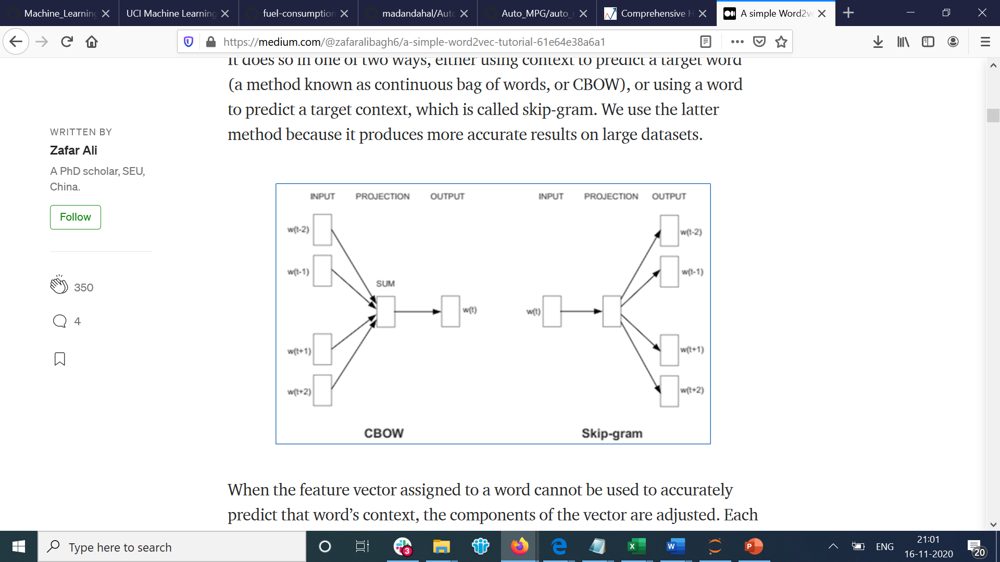 Machine_Learning
UCI Machine Learning
fuel-consumption
madandahal/Auto
Auto_MPG/auto_
Comprehensive H
A simple Word2ve
https://medium.com/@zafaralibagh6/a-simple-word2vec-tutorial-61e64e38a6a1
It does so in one of two ways, either using context to predict a target word
(a method known as continuous bag of words, or CBOW), or using a word
to predict a target context, which is called skip-gram. We use the latter
method because it produces more accurate results on large datasets.
WRITTEN BY
Zafar Ali
A PhD scholar, SEU,
China.
Follow
350
4
INPUT PROJECTION OUTPUT
w(t-2)
w(t-1)
SUM
w(t)
w(t+1)
w(t+2)
CBOW
INPUT PROJECTION OUTPUT
w(t-2)
w(t-1)
w(t)
w(t+1)
w(t+2)
Skip-gram
When the feature vector assigned to a word cannot be used to accurately
predict that word’s context, the components of the vector are adjusted. Each
Type here to search
3
X
W
P
ENG
21:01
16-11-2020
20